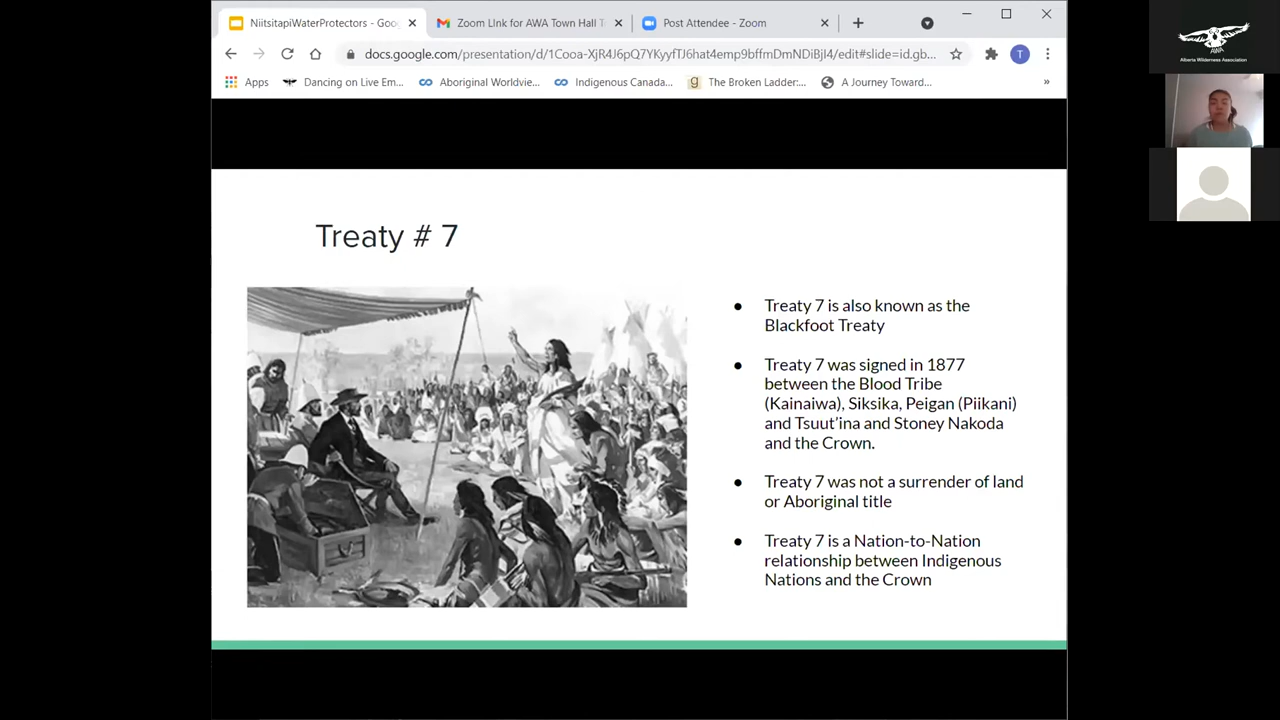 NiitsitapiWaterProtectors - Goo
Zoom LInk for AWA Town Hall T
Post Attendee - Zoom
docs.google.com/presentation/d/1Cooa-XjR4J6pQ7YKyyfTJ6hat4emp9bffmDmNDiBjI4/edit#slide=id.gb...
T
Apps
Dancing on Live Em...
Aboriginal Worldvie...
Indigenous Canada...
The Broken Ladder:...
A Journey Toward...
»
AWA
Alberta Wilderness Association
Treaty # 7
● Treaty 7 is also known as the
Blackfoot Treaty
● Treaty 7 was signed in 1877
between the Blood Tribe
(Kainaiwa), Siksika, Peigan (Piikani)
and Tsuut’ina and Stoney Nakoda
and the Crown.
● Treaty 7 was not a surrender of land
or Aboriginal title
● Treaty 7 is a Nation-to-Nation
relationship between Indigenous
Nations and the Crown